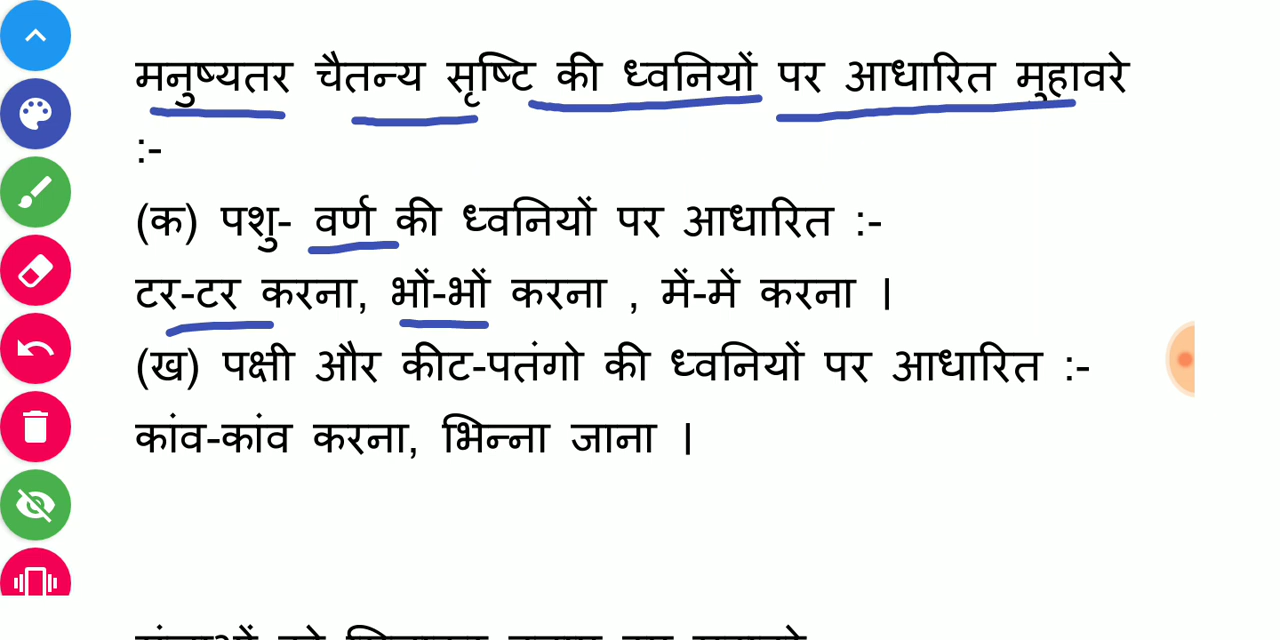 मनुष्यतर चैतन्य सृष्टि की ध्वनियों पर आधारित मुहावरे
:-
(क) पशु- वर्ण की ध्वनियों पर आधारित :-
टर-टर करना, भों-भों करना , में-में करना ।
(ख) पक्षी और कीट-पतंगो की ध्वनियों पर आधारित :-
कांव-कांव करना, भिन्ना जाना ।